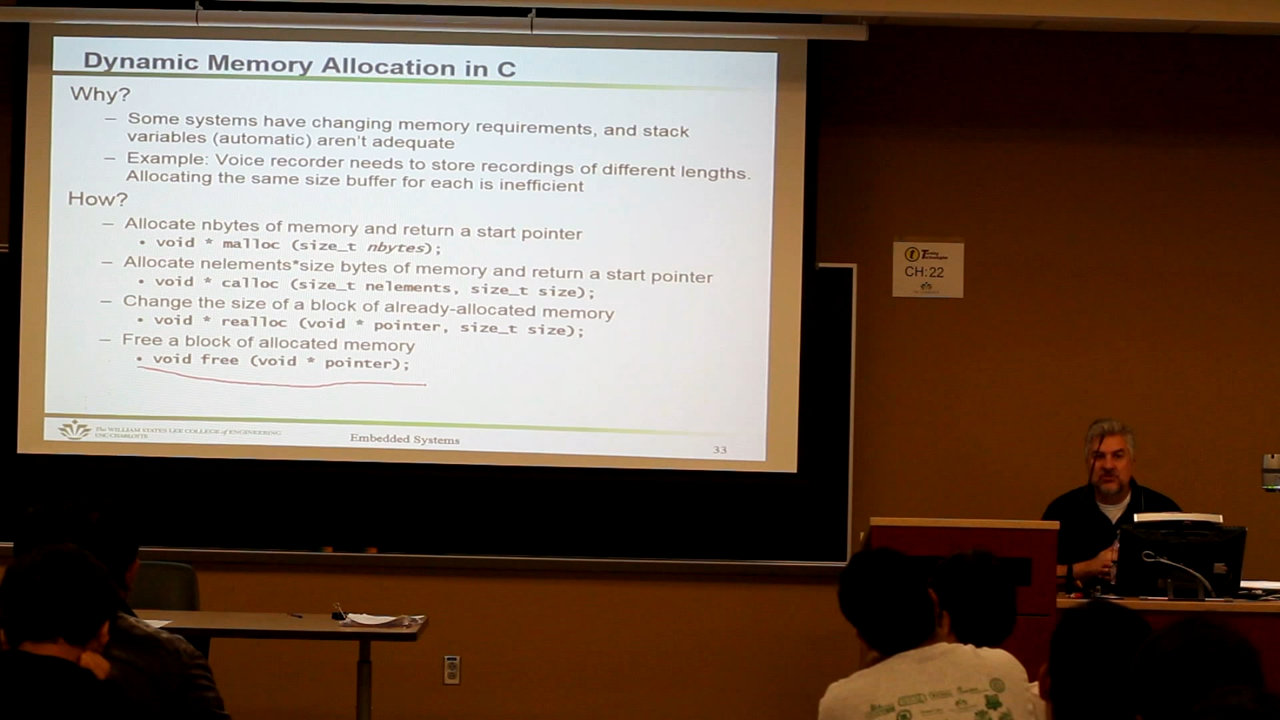 Dynamic Memory Allocation in C
Why?
– Some systems have changing memory requirements, and stack
variables (automatic) aren't adequate
– Example: Voice recorder needs to store recordings of different lengths.
Allocating the same size buffer for each is inefficient
How?
– Allocate nbytes of memory and return a start pointer
• void * malloc (size_t nbytes);
– Allocate nelements*size bytes of memory and return a start pointer
• void * calloc (size_t nelements, size_t size);
– Change the size of a block of already-allocated memory
• void * realloc (void * pointer, size_t size);
– Free a block of allocated memory
• void free (void * pointer);
The WILLIAM STATES LEE COLLEGE of ENGINEERING
UNC CHARLOTTE
Embedded Systems
33
CH:22